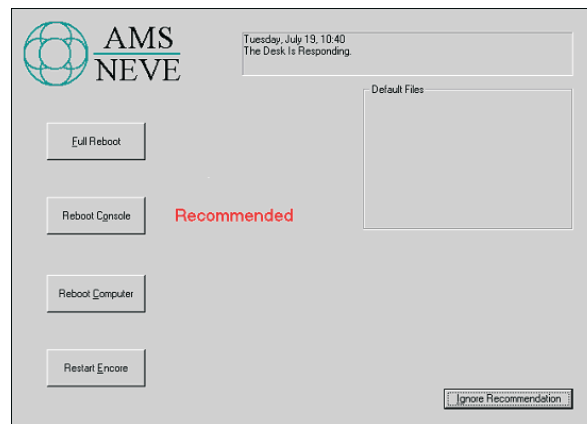 AMS
NEVE
Tuesday, July 19, 10:40
The Desk Is Responding.
Default Files
Full Reboot
Reboot Console
Recommended
Reboot Computer
Restart Encore
Ignore Recommendation